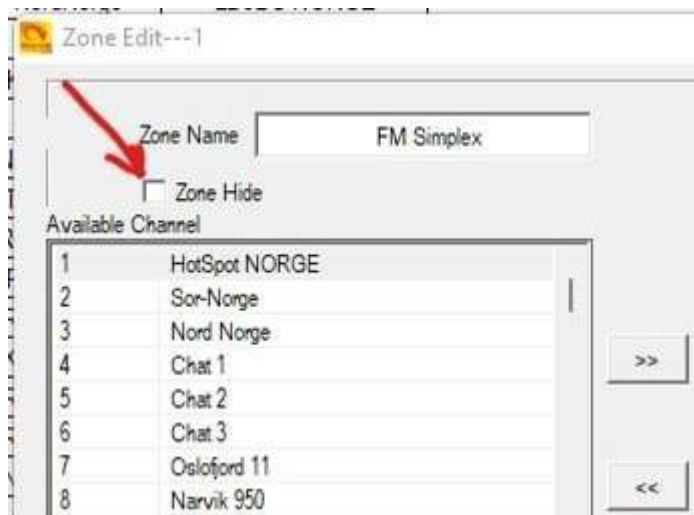 Zone Edit---1
Zone Name FM Simplex
Zone Hide
Available Channel
1 HotSpot NORGE
2 Sor-Norge
3 Nord Norge
4 Chat 1
>>
5 Chat 2
6 Chat 3
7 Oslofjord 11
8 Narvik 950
<<